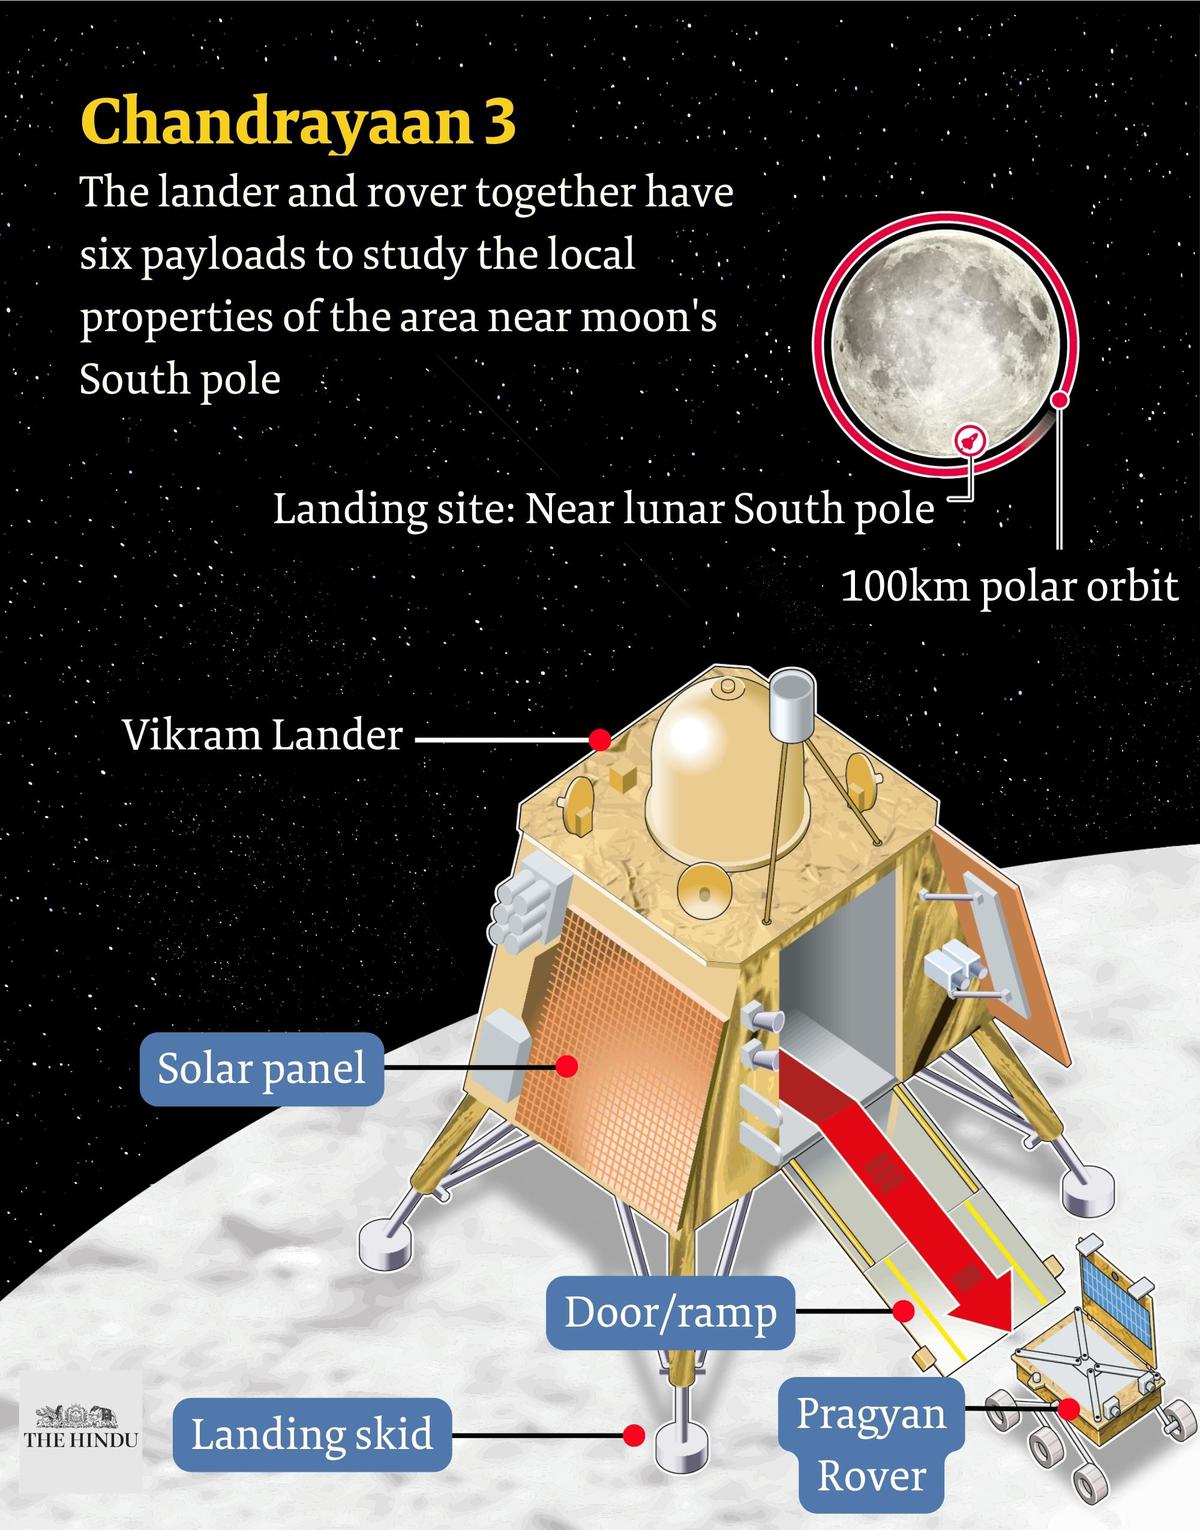 Chandrayaan 3
The lander and rover together have
six payloads to study the local
properties of the area near moon's
South pole
Landing site: Near lunar South pole
100km polar orbit
Vikram Lander
Solar panel
Door/ramp
Landing skid
Pragyan
Rover
THE HINDU